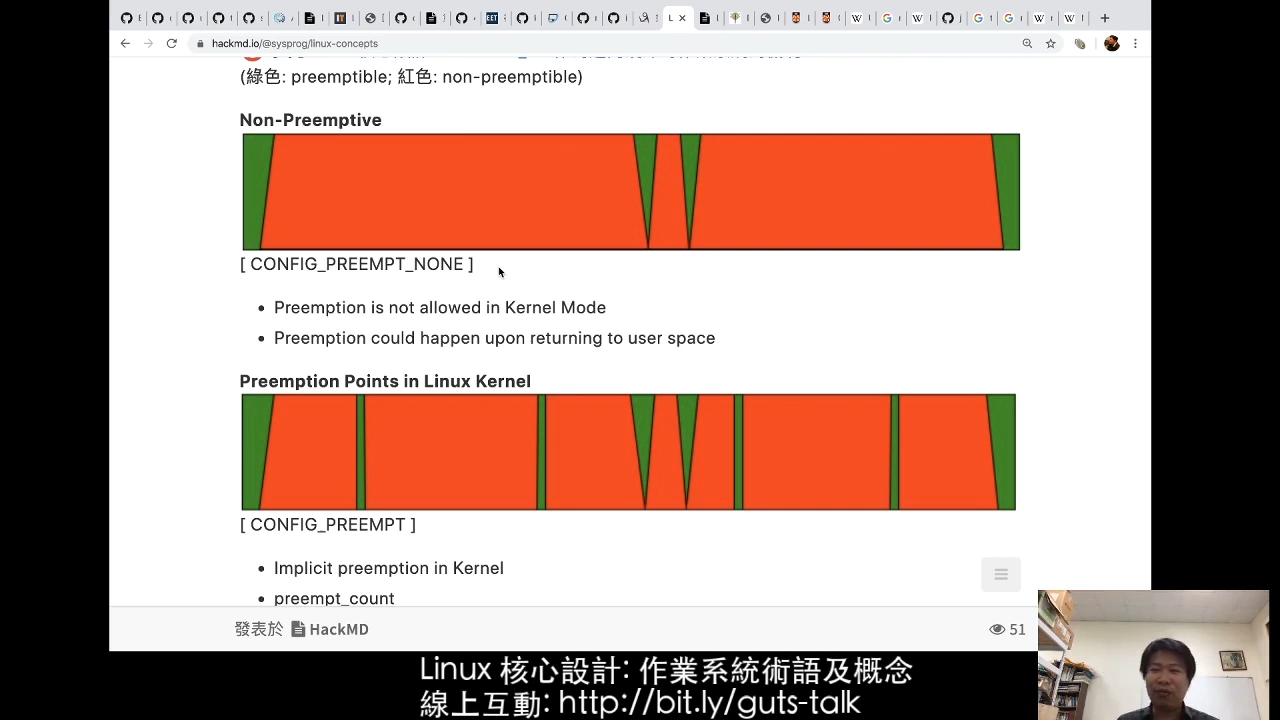 hackmd.io/@sysprog/linux-concepts
(綠色: preemptible; 紅色: non-preemptible)
Non-Preemptive
[ CONFIG_PREEMPT_NONE ]
• Preemption is not allowed in Kernel Mode
• Preemption could happen upon returning to user space
Preemption Points in Linux Kernel
[ CONFIG_PREEMPT ]
• Implicit preemption in Kernel
• preempt_count
發表於 HackMD
51
Linux 核心設計: 作業系統術語及概念
線上互動: http://bit.ly/guts-talk